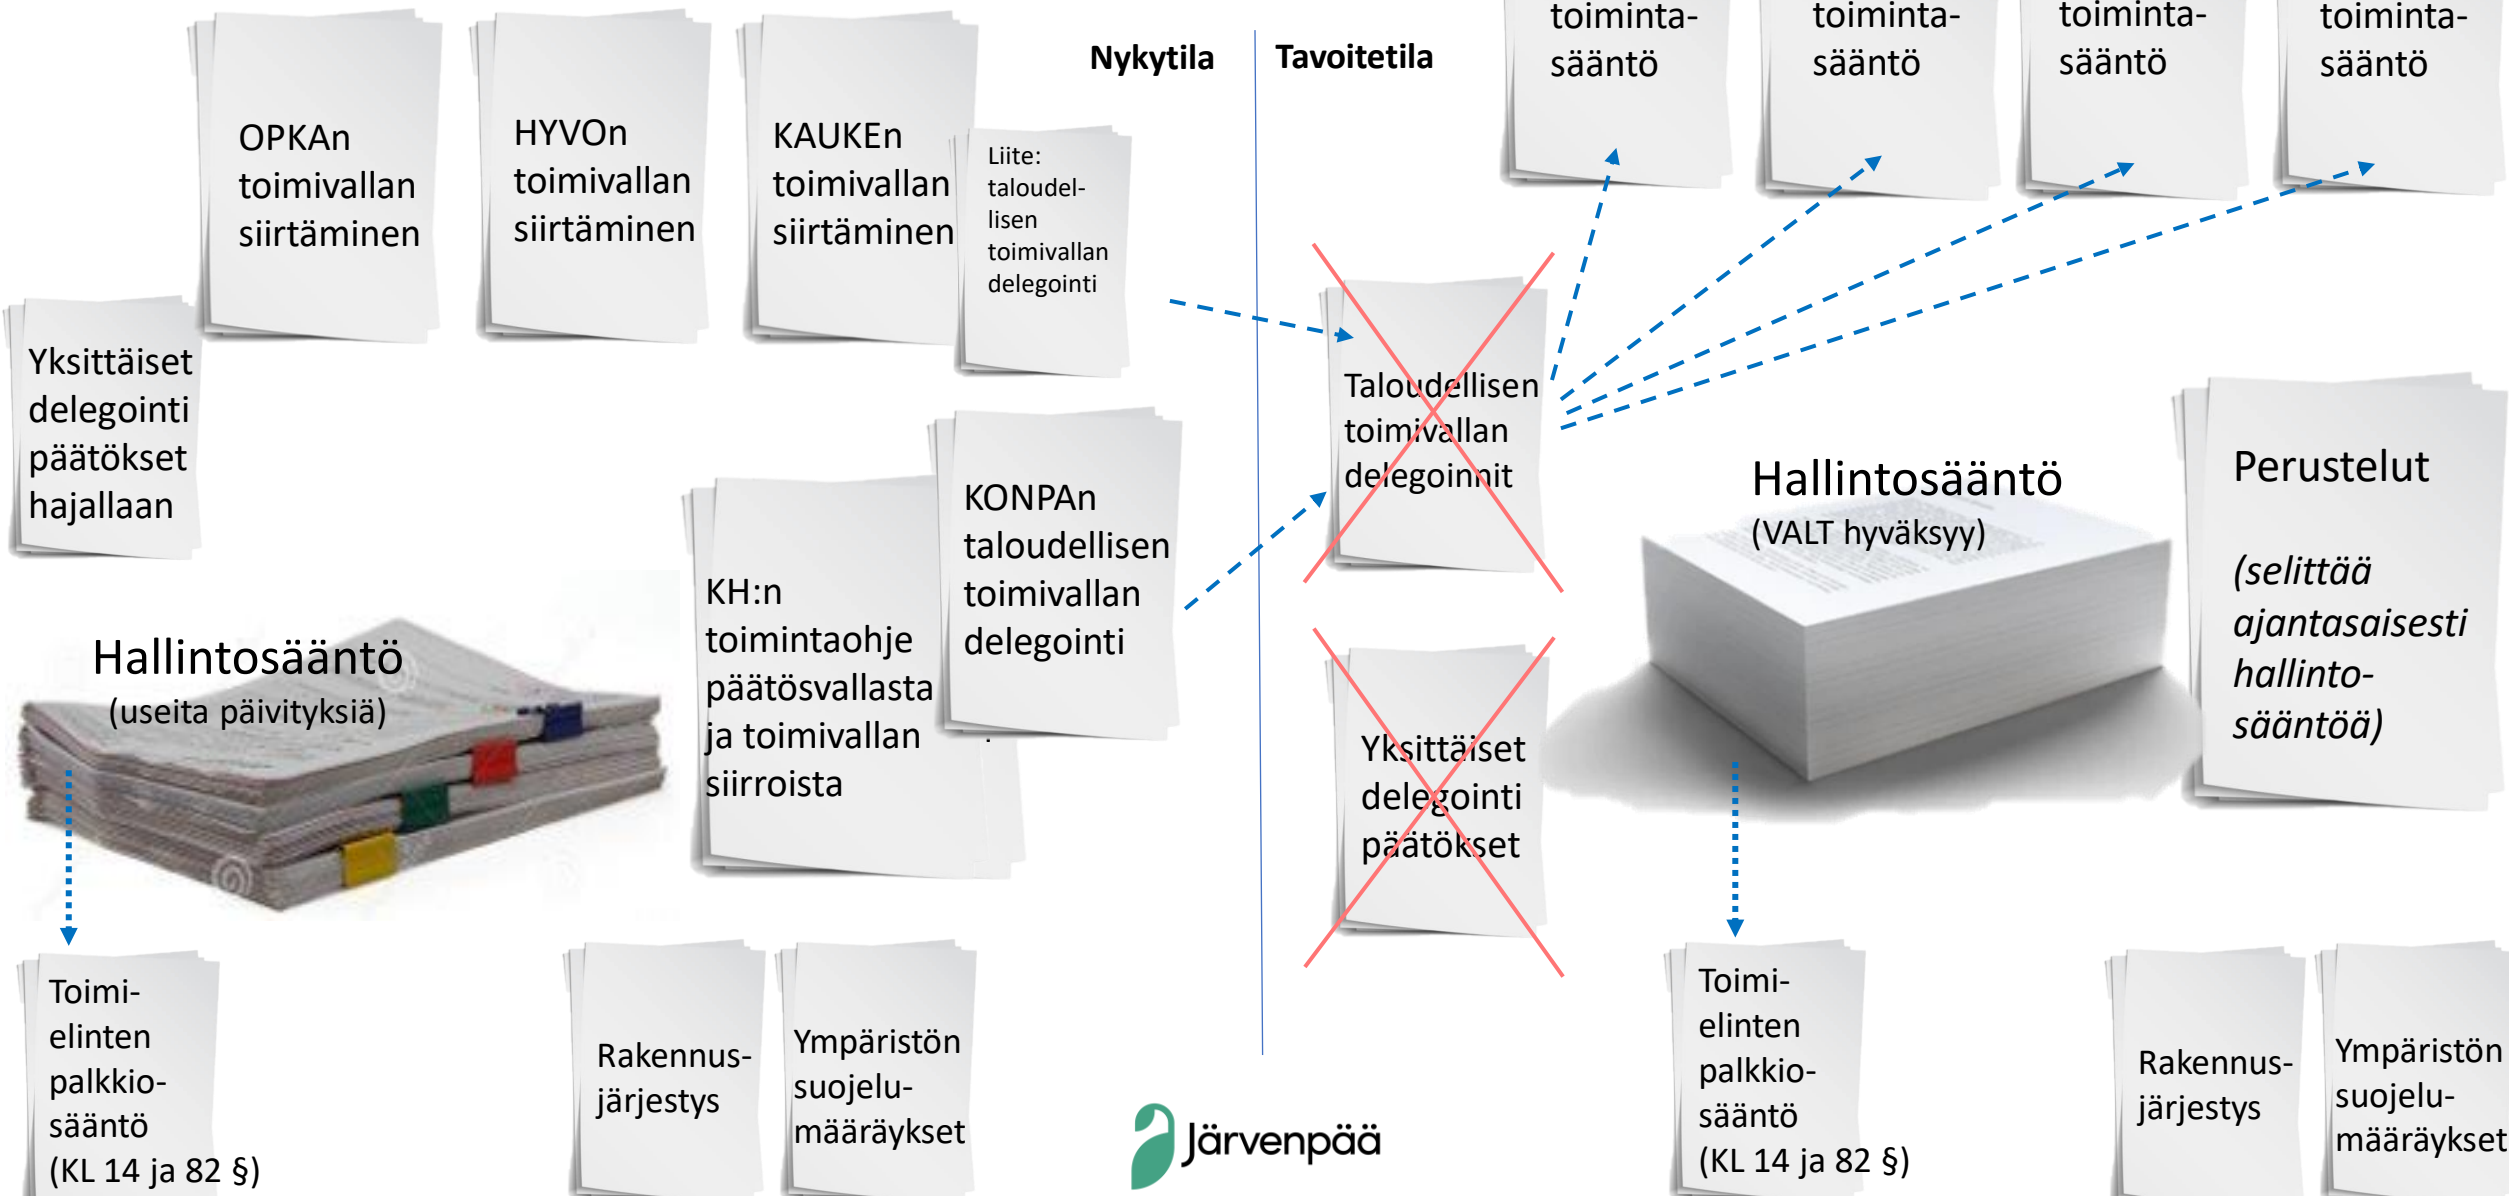 Nykytila
Tavoitetila
OPKAn
toimivallan
siirtäminen
HYVOn
toimivallan
siirtäminen
KAUKEn
toimivallan
siirtäminen
Liite:
taloudel-
lisen
toimivallan
delegointi
toiminta-
sääntö
toiminta-
sääntö
toiminta-
sääntö
toiminta-
sääntö
Yksittäiset
delegointi
päätökset
hajallaan
KONPAn
taloudellisen
toimivallan
delegointi
KH:n
toimintaohje
päätösvallasta
ja toimivallan
siirroista
Hallintosääntö
(useita päivityksiä)
Taloudellisen
toimivallan
delegoinnit
Yksittäiset
delegointi
päätökset
Hallintosääntö
(VALT hyväksyy)
Perustelut
(selittää
ajantasaisesti
hallinto-
sääntöä)
Toimi-
elinten
palkkio-
sääntö
(KL 14 ja 82 §)
Rakennus-
järjestys
Ympäristön
suojelu-
määräykset
Järvenpää
Toimi-
elinten
palkkio-
sääntö
(KL 14 ja 82 §)
Rakennus-
järjestys
Ympäristön
suojelu-
määräykset